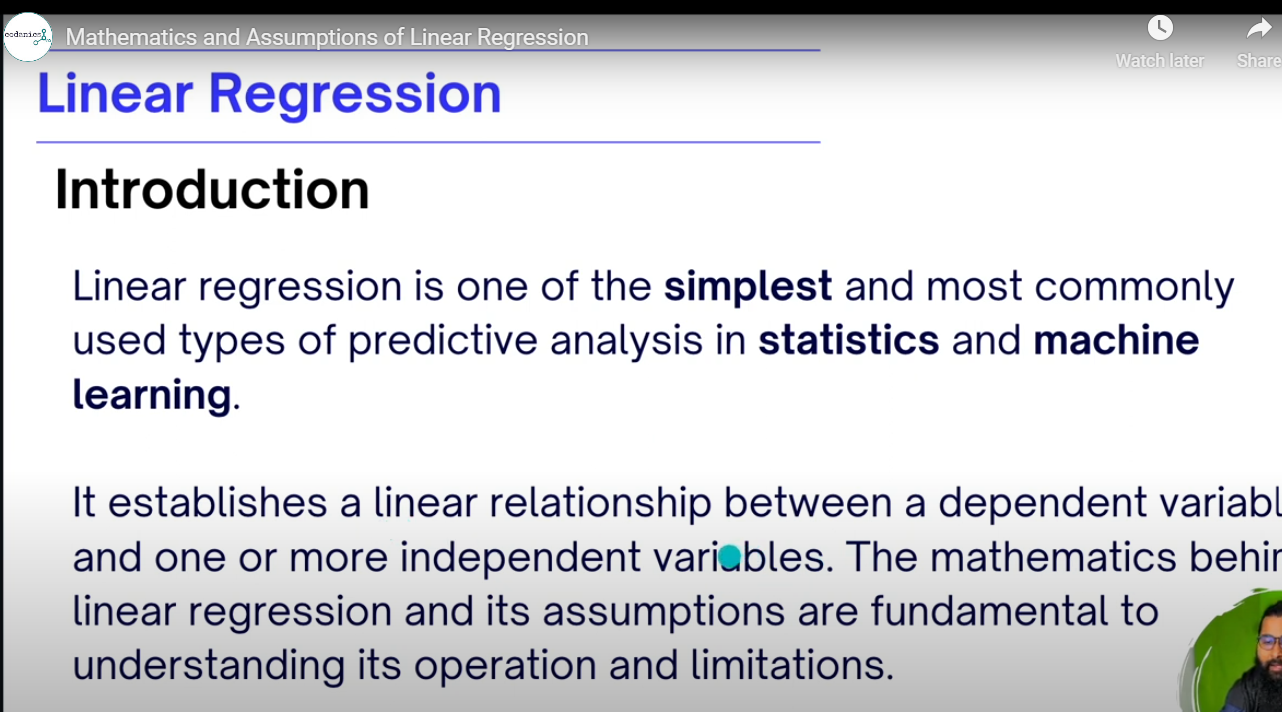 codanics
Mathematics and Assumptions of Linear Regression
Watch later
Share
Linear Regression
Introduction
Linear regression is one of the simplest and most commonly
used types of predictive analysis in statistics and machine
learning.
It establishes a linear relationship between a dependent variabl
and one or more independent variables. The mathematics behin
linear regression and its assumptions are fundamental to
understanding its operation and limitations.